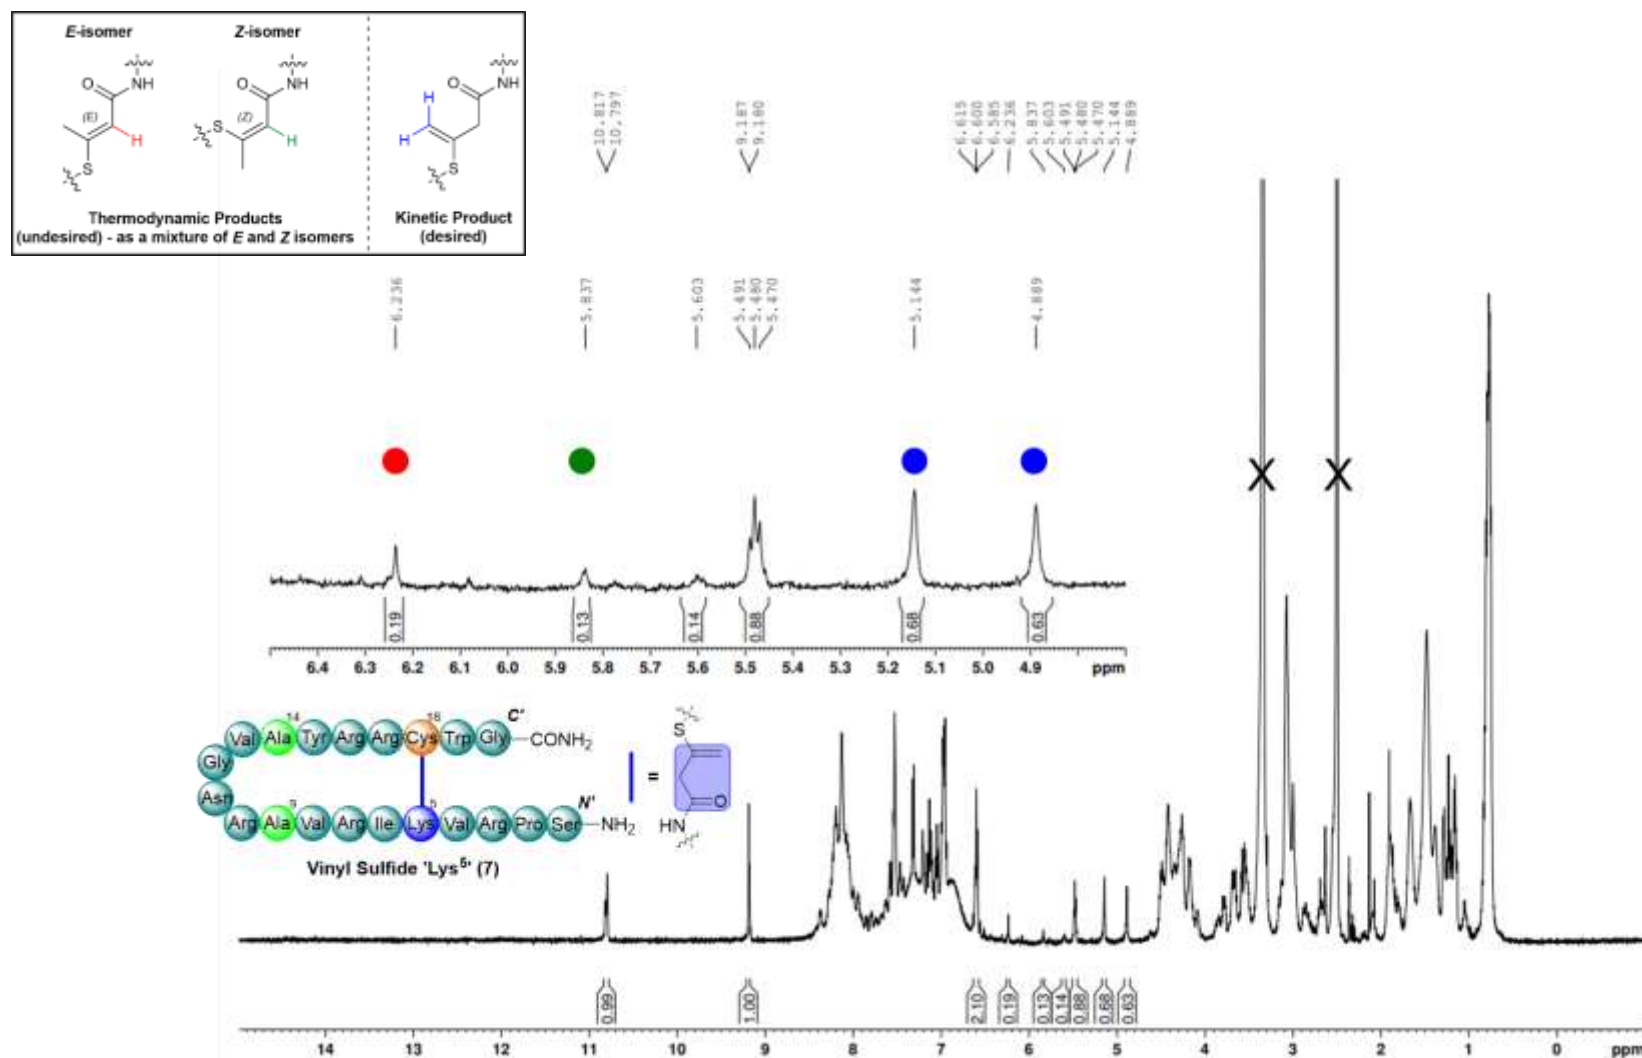 E-isomer
Z-isomer
O
NH
(E)
H
S
O
NH
(Z)
S
H
H
H
O
NH
S
Thermodynamic Products
(undesired) - as a mixture of E and Z isomers
Kinetic Product
(desired)
10.817
10.797
9.187
9.180
6.615
6.600
6.585
6.236
5.837
5.603
5.491
5.480
5.470
5.144
4.889
6.236
5.837
5.603
5.491
5.480
5.470
5.144
4.889
X
X
0.19
0.13
0.14
0.88
0.68
0.63
6.4 6.3 6.2 6.1 6.0 5.9 5.8 5.7 5.6 5.5 5.4 5.3 5.2 5.1 5.0 4.9 ppm
14
18
C'
Val Ala Tyr Arg Arg Cys Trp Gly CONH2
Gly
Asn
9
5
N'
Arg Ala Val Arg Ile Lys Val Arg Pro Ser NH2
=
S
O
HN
Vinyl Sulfide 'Lys5' (7)
0.99
1.00
2.10
0.19
0.13
0.14
0.88
0.68
0.63
14 13 12 11 10 9 8 7 6 5 4 3 2 1 0 ppm